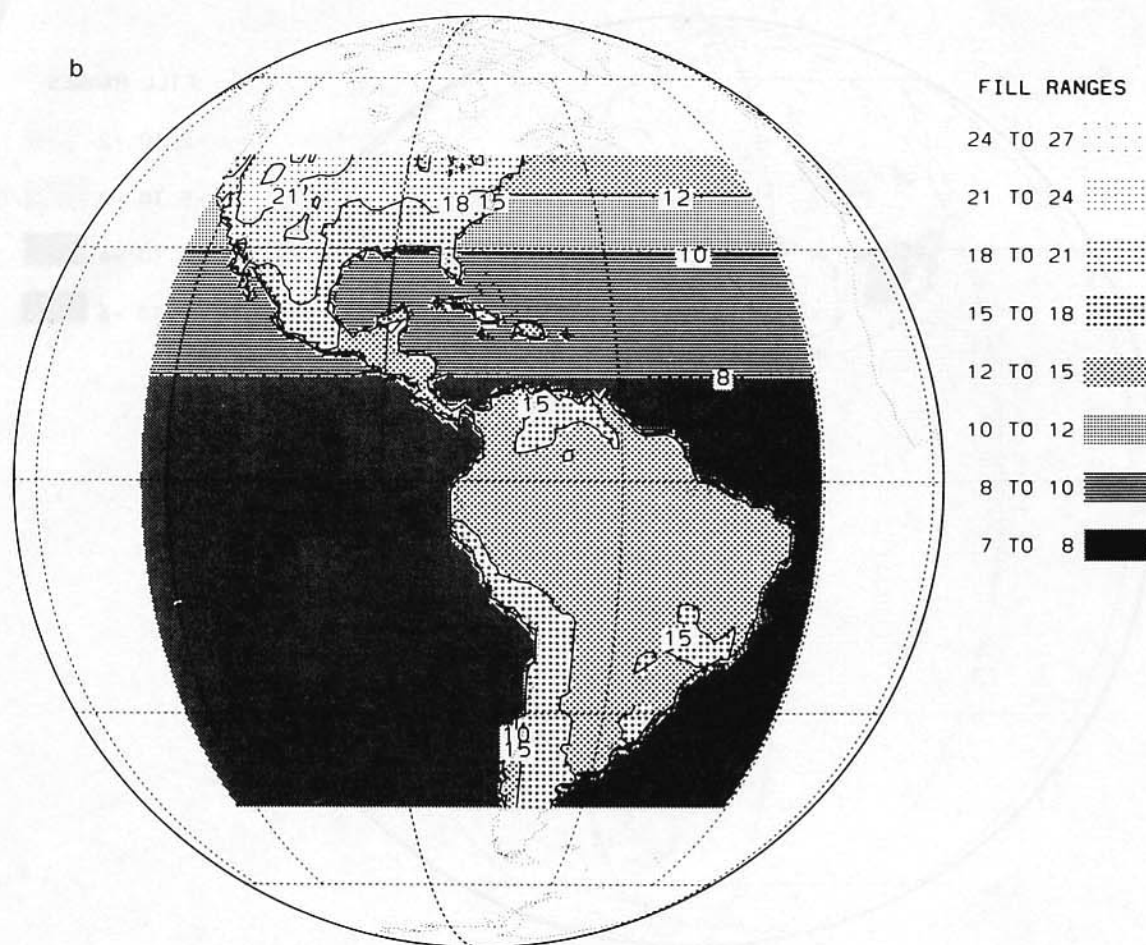 b
FILL RANGES
24 TO 27
21 TO 24
18 TO 21
15 TO 18
12 TO 15
10 TO 12
8 TO 10
7 TO 8
21
18 15
12
10
8
15
15
10
15